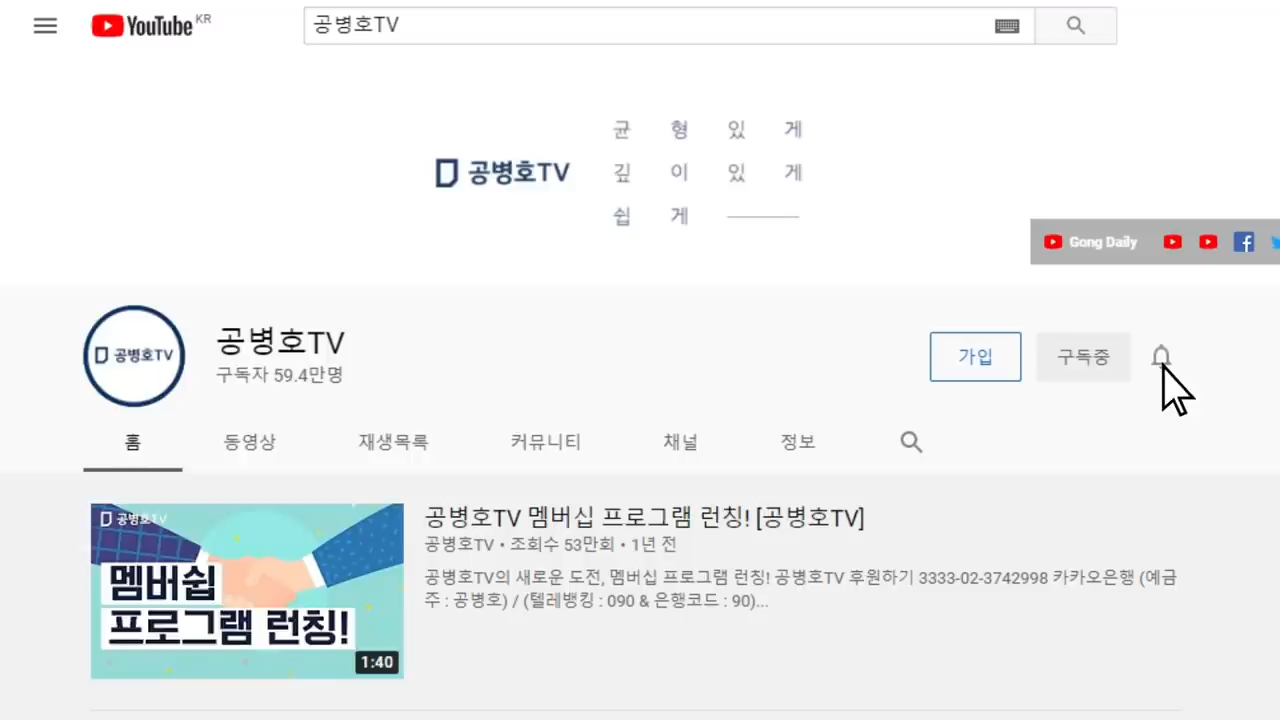 YouTube KR
공병호TV
균 형 있 게
공병호TV
깊 이 있 게
쉽 게
Gong Daily
공병호TV
공병호TV
구독자 59.4만명
가입
구독중
홈
동영상
재생목록
커뮤니티
채널
정보
공병호TV
멤버쉽
프로그램 런칭!
1:40
공병호TV 멤버십 프로그램 런칭! [공병호TV]
공병호TV • 조회수 53만회 • 1년 전
공병호TV의 새로운 도전, 멤버십 프로그램 런칭! 공병호TV 후원하기 3333-02-3742998 카카오은행 (예금
주 : 공병호) / (텔레뱅킹 : 090 & 은행코드 : 90)...